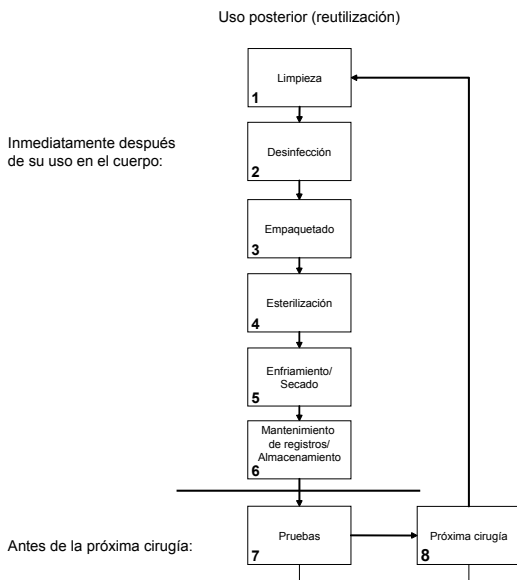 Uso posterior (reutilización)
Limpieza
1
Inmediatamente después
de su uso en el cuerpo:
Desinfección
2
Empaquetado
3
Esterilización
4
Enfriamiento/
Secado
5
Mantenimiento
de registros/
Almacenamiento
6
Antes de la próxima cirugía:
Pruebas
7
Próxima cirugía
8